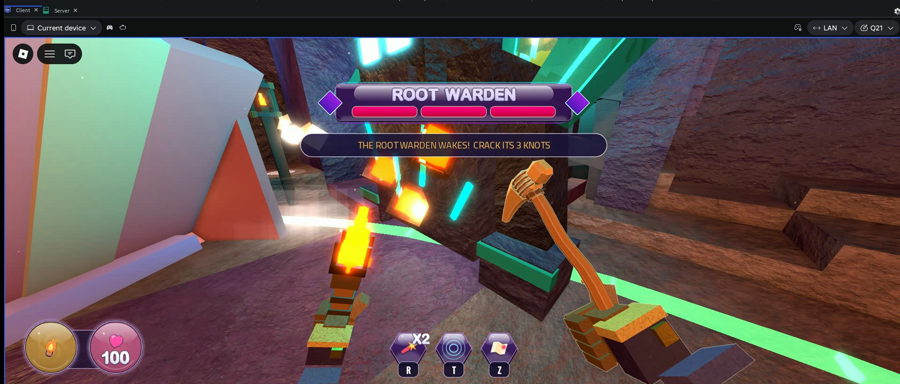 Client
Server
Current device
LAN
Q21
ROOT WARDEN
THE ROOT WARDEN WAKES! CRACK ITS 3 KNOTS
100
X2
R
T
Z